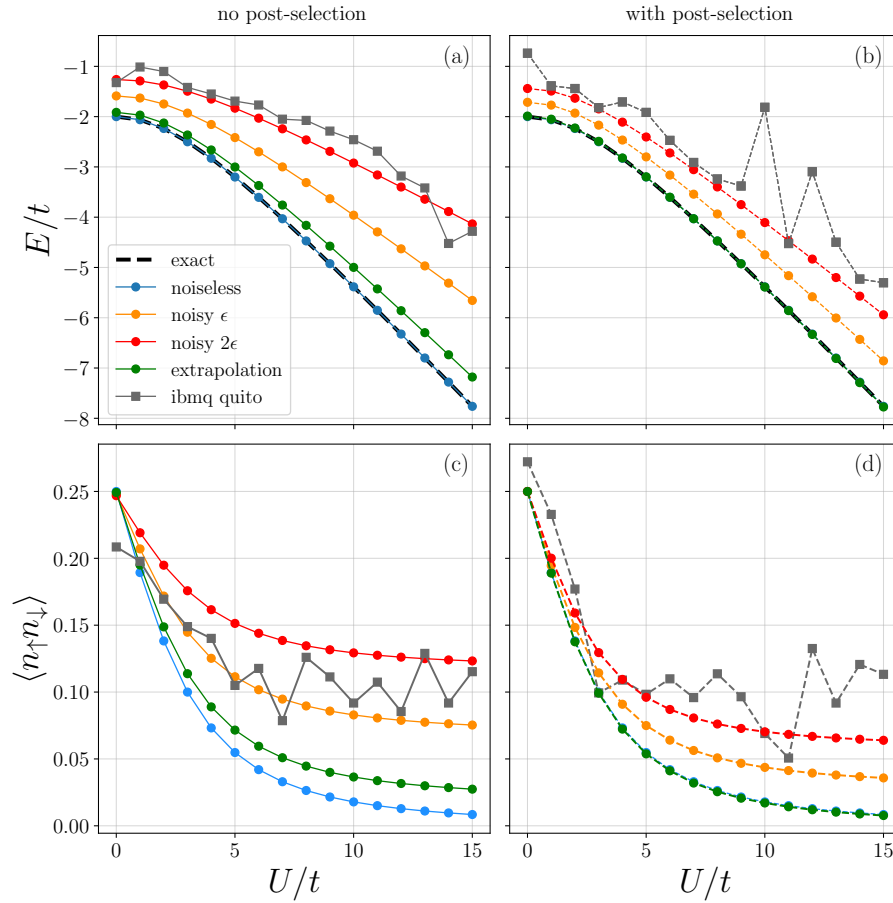 no post-selection
with post-selection
(a)
(b)
E/t
−1
−2
−3
−4
−5
−6
−7
−8
exact
noiseless
noisy ϵ
noisy 2ϵ
extrapolation
ibmq quito
(c)
(d)
⟨n↑n↓⟩
0.25
0.20
0.15
0.10
0.05
0.00
0 5 10 15
0 5 10 15
U/t
U/t